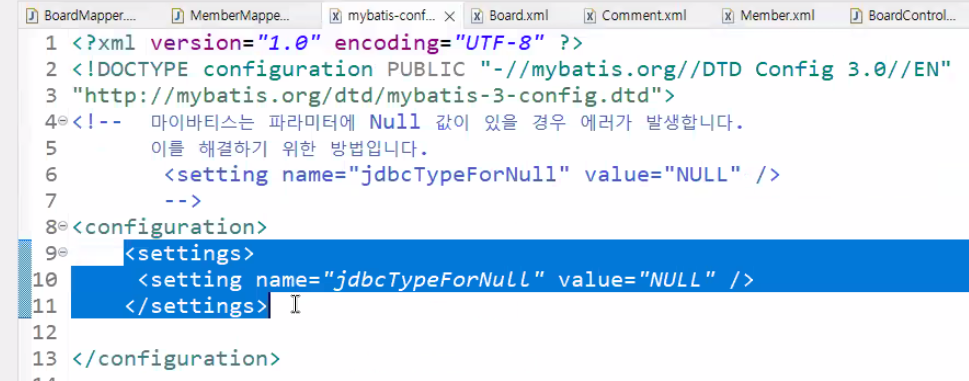 BoardMapper.... MemberMappe... mybatis-conf... Board.xml Comment.xml Member.xml BoardControl...
1 <?xml version="1.0" encoding="UTF-8" ?>
2 <!DOCTYPE configuration PUBLIC "-//mybatis.org//DTD Config 3.0//EN"
3 "http://mybatis.org/dtd/mybatis-3-config.dtd">
4 <!-- 마이바티스는 파라미터에 Null 값이 있을 경우 에러가 발생합니다.
5 이를 해결하기 위한 방법입니다.
6 <setting name="jdbcTypeForNull" value="NULL" />
7 -->
8 <configuration>
9 <settings>
10 <setting name="jdbcTypeForNull" value="NULL" />
11 </settings>
12
13 </configuration>